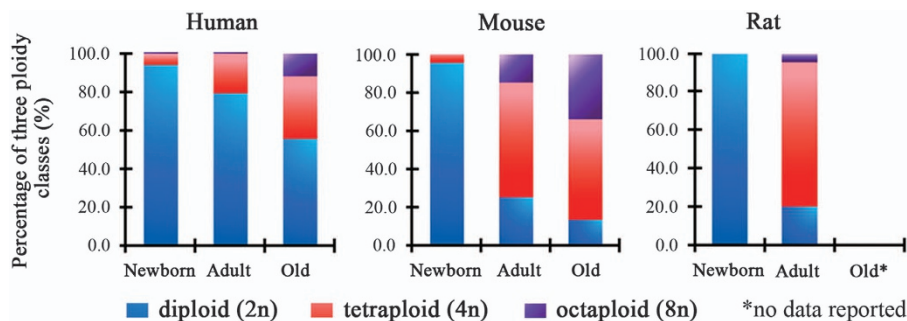 Human
Mouse
Rat
Percentage of three ploidy
classes (%)
100.0
80.0
60.0
40.0
20.0
0.0
Newborn Adult Old
100.0
80.0
60.0
40.0
20.0
0.0
Newborn Adult Old
100.0
80.0
60.0
40.0
20.0
0.0
Newborn Adult Old*
diploid (2n) tetraploid (4n) octaploid (8n) *no data reported